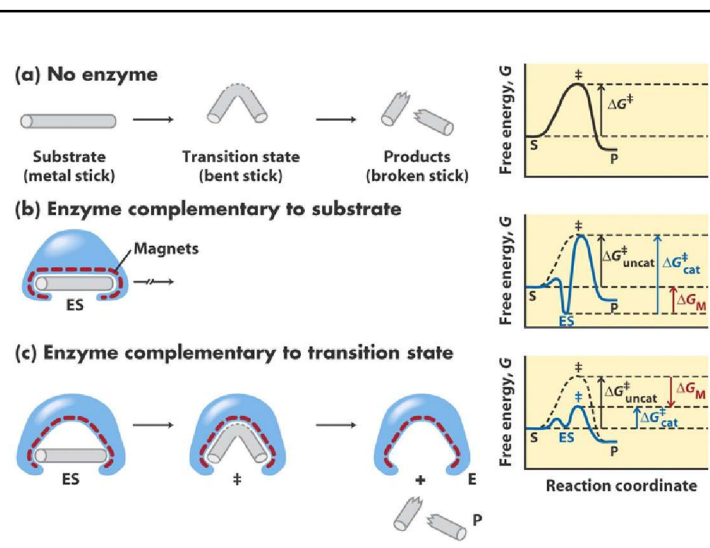 (a) No enzyme
Substrate
(metal stick)
Transition state
(bent stick)
Products
(broken stick)
Free energy, G
‡
ΔG‡
S
P
(b) Enzyme complementary to substrate
Magnets
ES
Free energy, G
‡
ΔG‡uncat
ΔG‡cat
ΔGM
S
ES
P
(c) Enzyme complementary to transition state
ES
‡
+
E
P
Free energy, G
‡
‡
ΔG‡uncat
ΔGM
ΔG‡cat
S
ES
P
Reaction coordinate